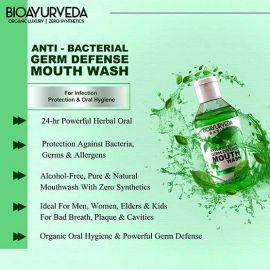 BIOAYURVEDA
ORGANIC LUXURY | ZERO SYNTHETICS
ANTI - BACTERIAL
GERM DEFENSE
MOUTH WASH
For Infection
Protection & Oral Hygiene
24-hr Powerful Herbal Oral
Protection Against Bacteria,
Germs & Allergens
Alcohol-Free, Pure & Natural
Mouthwash With Zero Synthetics
Ideal For Men, Women, Elders & Kids
For Bad Breath, Plaque & Cavities
Organic Oral Hygiene & Powerful Germ Defense
BIOAYURVEDA
MOUTH
WASH